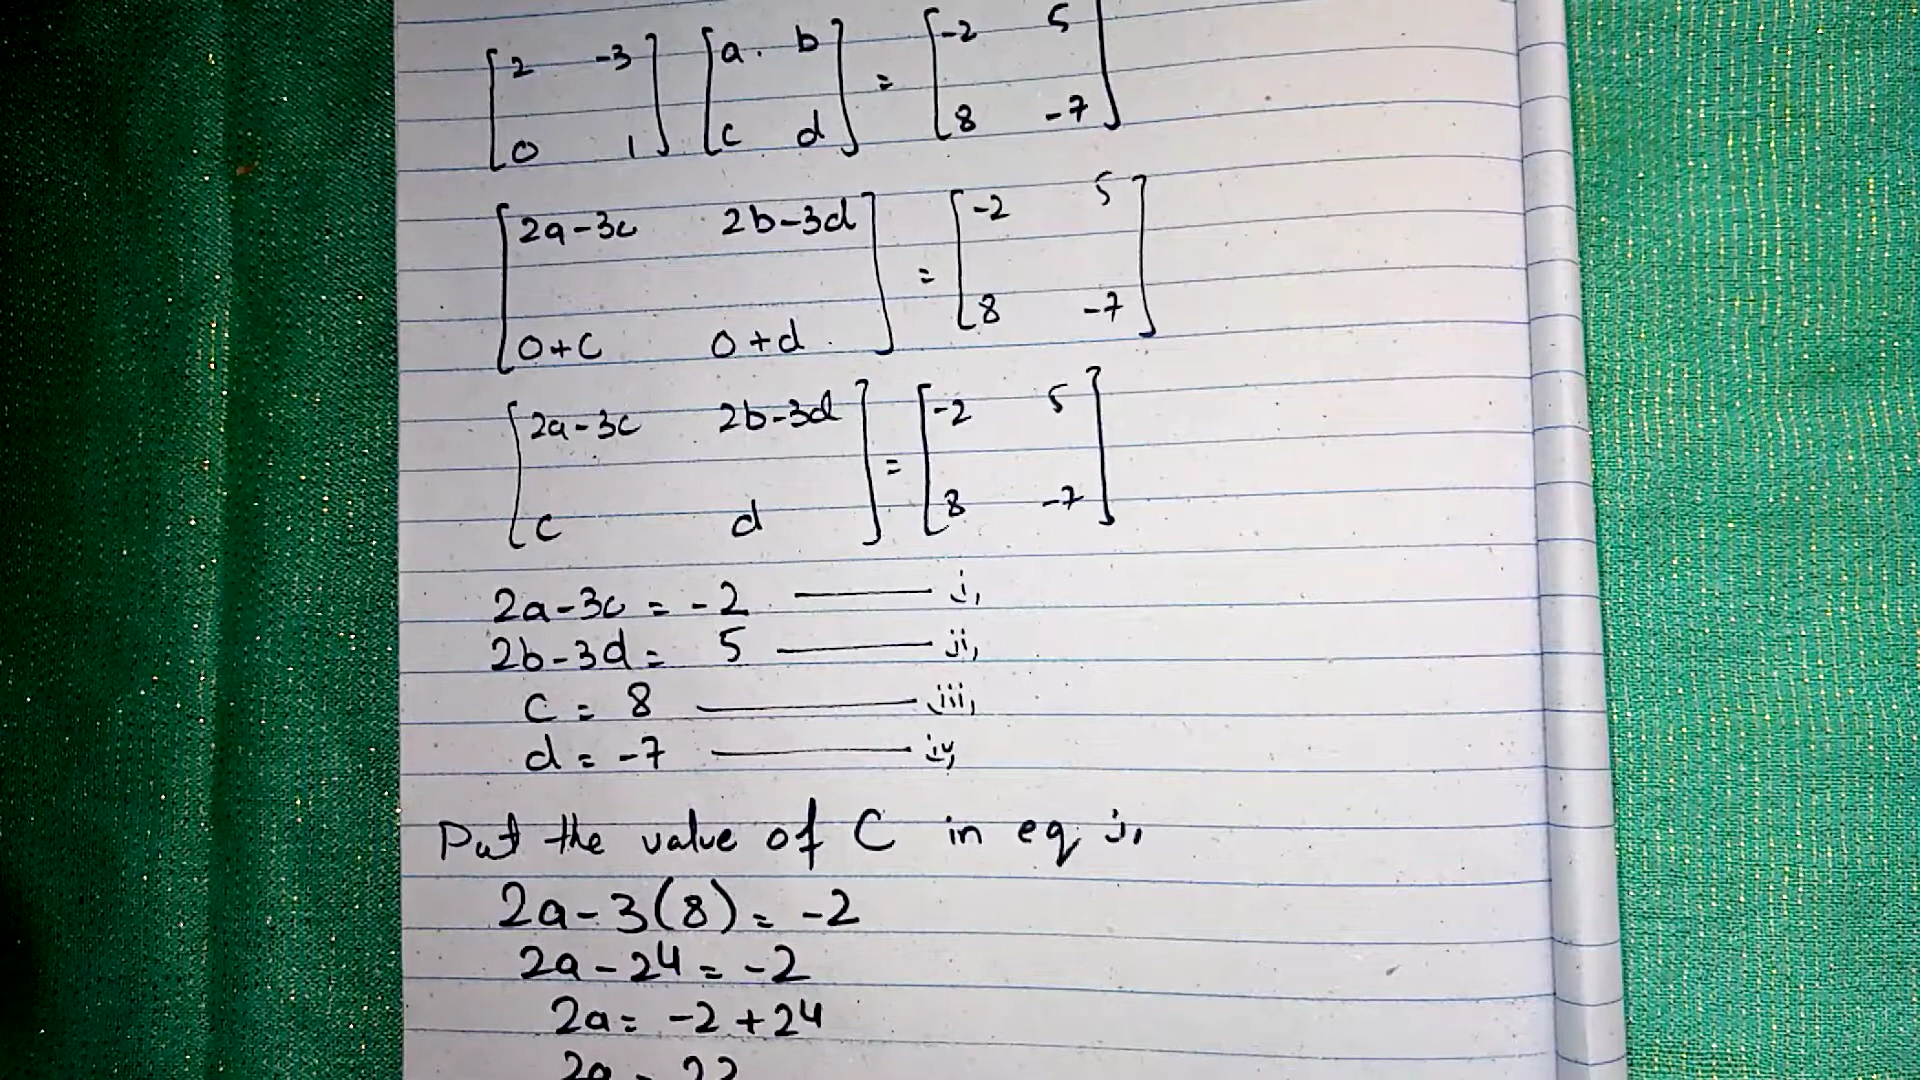 [2 -3] [a. b] = [-2 5]
[0 1] [c d] [8 -7]
[2a-3c 2b-3d] = [-2 5]
[0+c 0+d] [8 -7]
[2a-3c 2b-3d] = [-2 5]
[c d] [8 -7]
2a-3c = -2 —— i,
2b-3d = 5 —— ii,
c = 8 —— iii,
d = -7 —— iv,
Put the value of C in eq i,
2a-3(8) = -2
2a-24 = -2
2a = -2+24
2a = 22